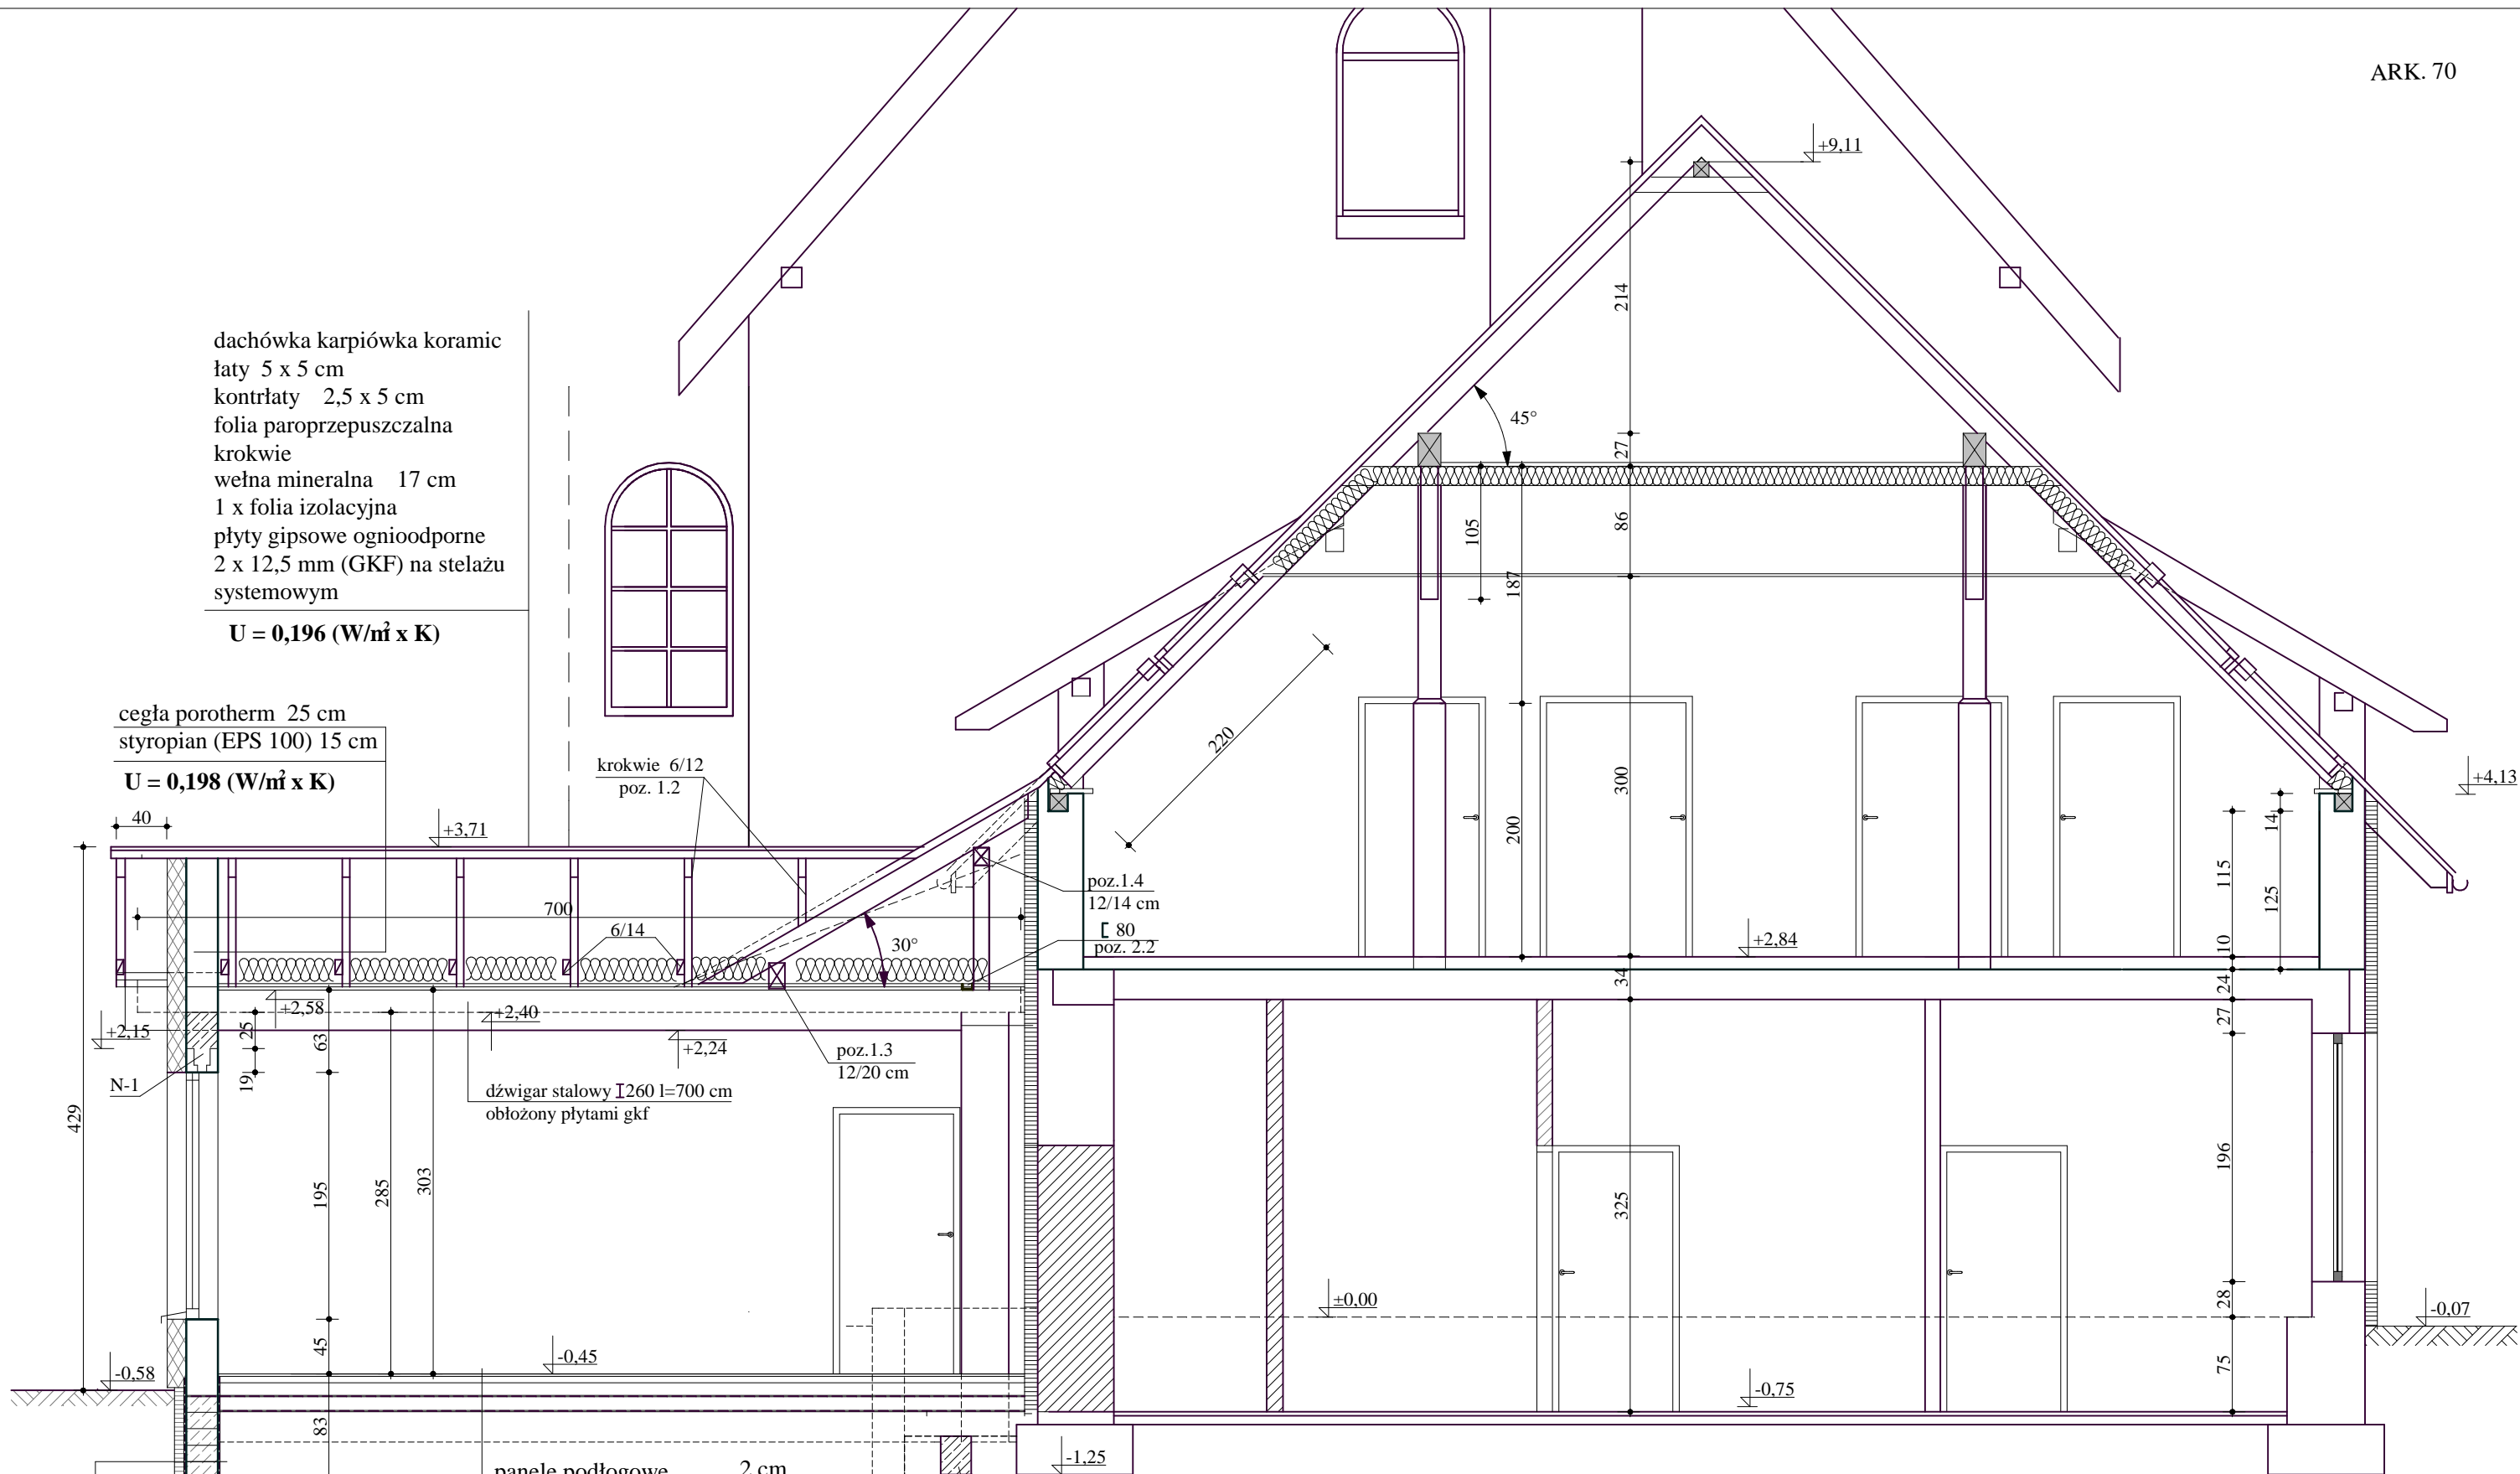 ARK. 70
+9,11
214
dachówka karpiówka koramic
łaty 5 x 5 cm
kontrłaty 2,5 x 5 cm
folia paroprzepuszczalna
krokwie
wełna mineralna 17 cm
1 x folia izolacyjna
płyty gipsowe ognioodporne
2 x 12,5 mm (GKF) na stelażu
systemowym
U = 0,196 (W/m² x K)
45°
27
105
187
86
cegła porotherm 25 cm
styropian (EPS 100) 15 cm
U = 0,198 (W/m² x K)
krokwie 6/12
poz. 1.2
220
300
+4,13
40
+3,71
200
14
115
125
poz.1.4
12/14 cm
700
6/14
30°
[ 80
poz. 2.2
+2,84
10
34
24
+2,58
+2,40
27
+2,15
25
63
+2,24
poz.1.3
12/20 cm
N-1
19
dźwigar stalowy I260 l=700 cm
obłożony płytami gkf
429
195
285
303
325
196
±0,00
28
-0,07
45
-0,45
-0,58
75
-0,75
83
-1,25
panele podłogowe 2 cm